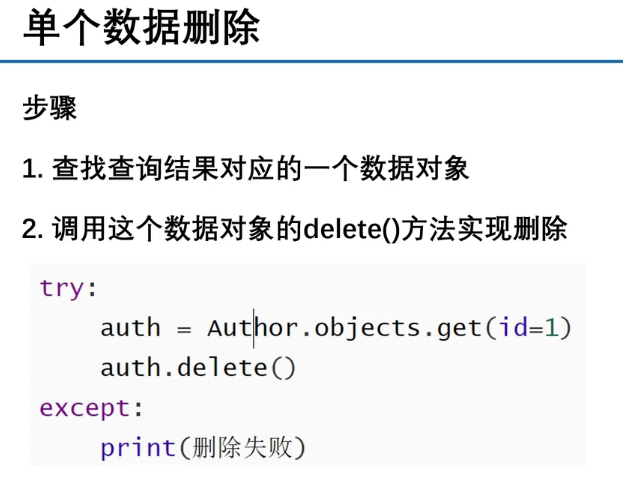 单个数据删除
步骤
1. 查找查询结果对应的一个数据对象
2. 调用这个数据对象的delete()方法实现删除
try:
    auth = Author.objects.get(id=1)
    auth.delete()
except:
    print(删除失败)